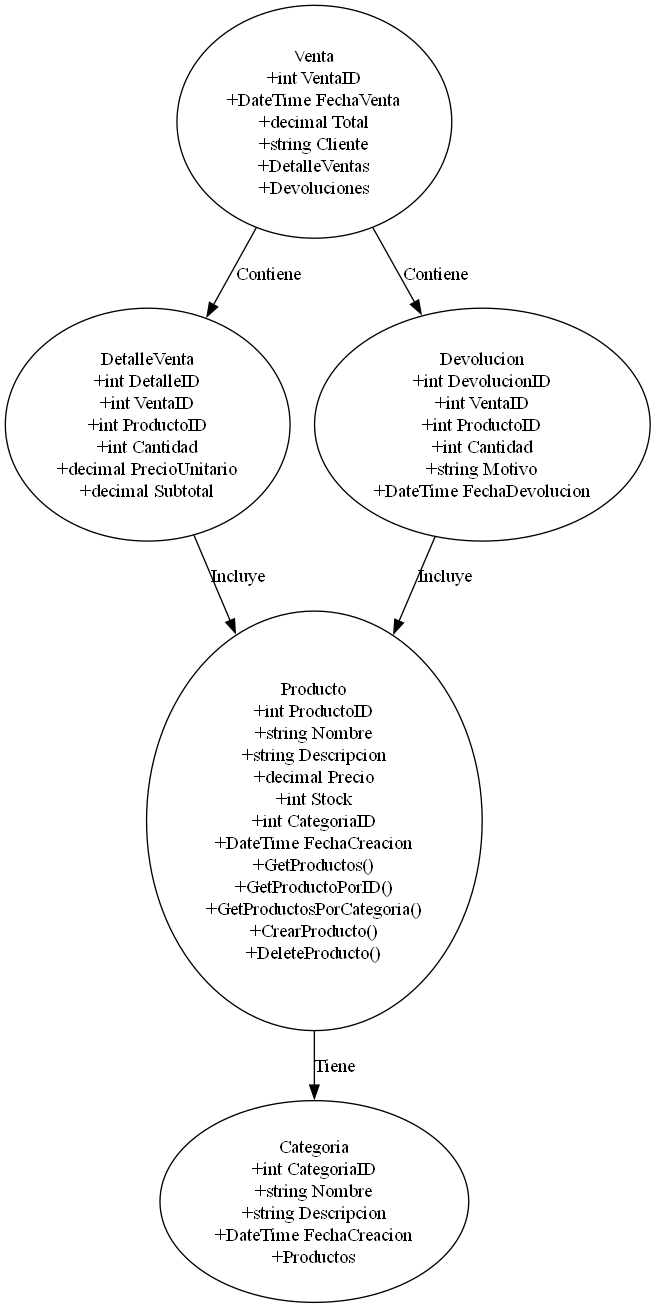 Venta
+int VentaID
+DateTime FechaVenta
+decimal Total
+string Cliente
+DetalleVentas
+Devoluciones
Contiene
Contiene
DetalleVenta
+int DetalleID
+int VentaID
+int ProductoID
+int Cantidad
+decimal PrecioUnitario
+decimal Subtotal
Devolucion
+int DevolucionID
+int VentaID
+int ProductoID
+int Cantidad
+string Motivo
+DateTime FechaDevolucion
Incluye
Incluye
Producto
+int ProductoID
+string Nombre
+string Descripcion
+decimal Precio
+int Stock
+int CategoriaID
+DateTime FechaCreacion
+GetProductos()
+GetProductoPorID()
+GetProductosPorCategoria()
+CrearProducto()
+DeleteProducto()
Tiene
Categoria
+int CategoriaID
+string Nombre
+string Descripcion
+DateTime FechaCreacion
+Productos